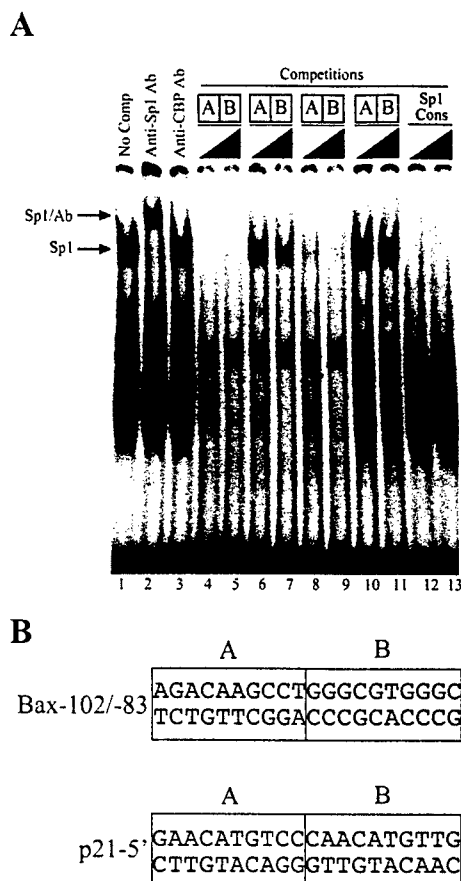 A
Competitions
No Comp
Anti-Sp1 Ab
Anti-CBP Ab
A B A B A B A B Sp1 Cons
Sp1/Ab
Sp1
1 2 3 4 5 6 7 8 9 10 11 12 13
B
A B
Bax-102/-83
AGACAAGCCT GGGCGTGGGC
TCTGTTCGGA CCCGCACCCG
A B
p21-5'
GAACATGTCC CAACATGTTG
CTTGTACAGG GTTGTACAAC